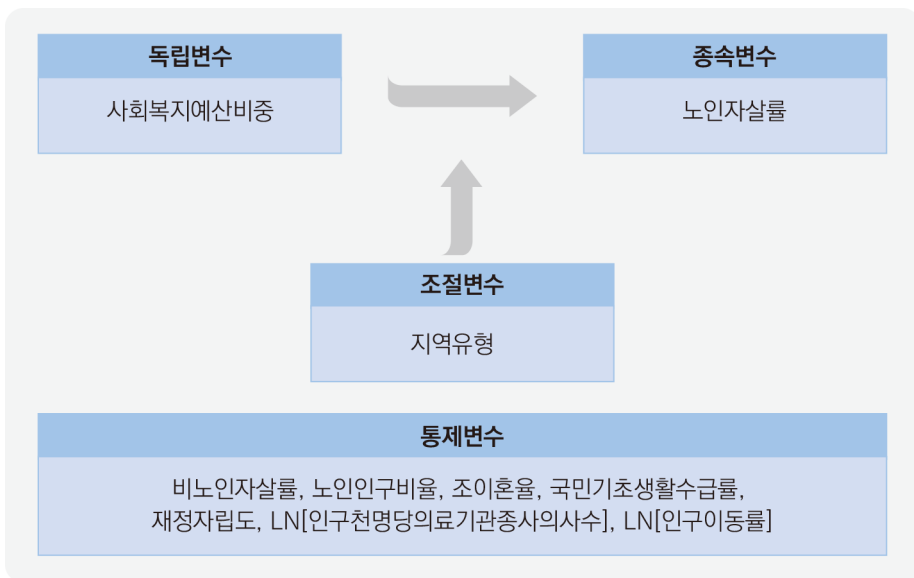 독립변수
사회복지예산비중
종속변수
노인자살률
조절변수
지역유형
통제변수
비노인자살률, 노인인구비율, 조이혼율, 국민기초생활수급률,
재정자립도, LN[인구천명당의료기관종사의사수], LN[인구이동률]